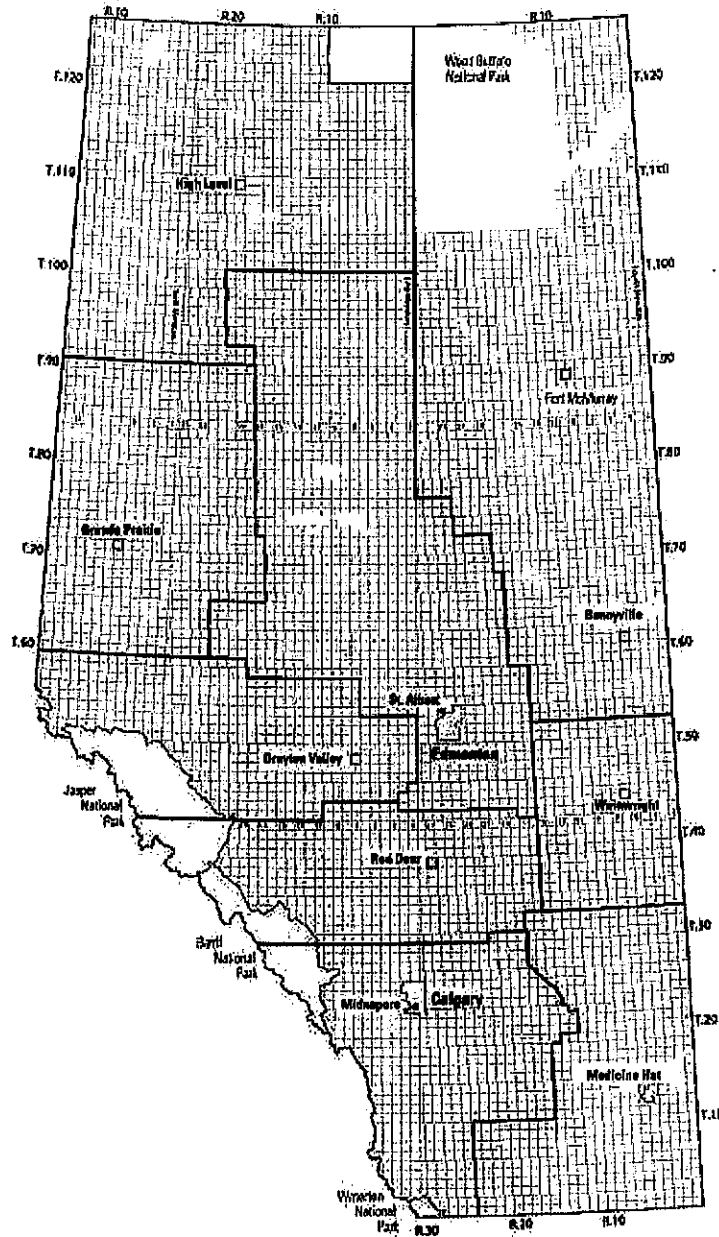 R.10
R.20
R.10
R.10
T.120
Wood Buffalo
National Park
T.120
T.110
High Level
T.110
T.100
T.100
T.90
T.90
Fort McMurray
T.80
T.80
Grande Prairie
T.70
T.70
Bonnyville
T.60
T.60
St. Albert
T.50
Drayton Valley
Edmonton
Jasper
National
Park
Wainwright
T.40
Red Deer
T.30
Banff
National
Park
Midnapore
Calgary
T.20
Medicine Hat
T.10
Waterton
National
Park
R.30
R.20
R.10